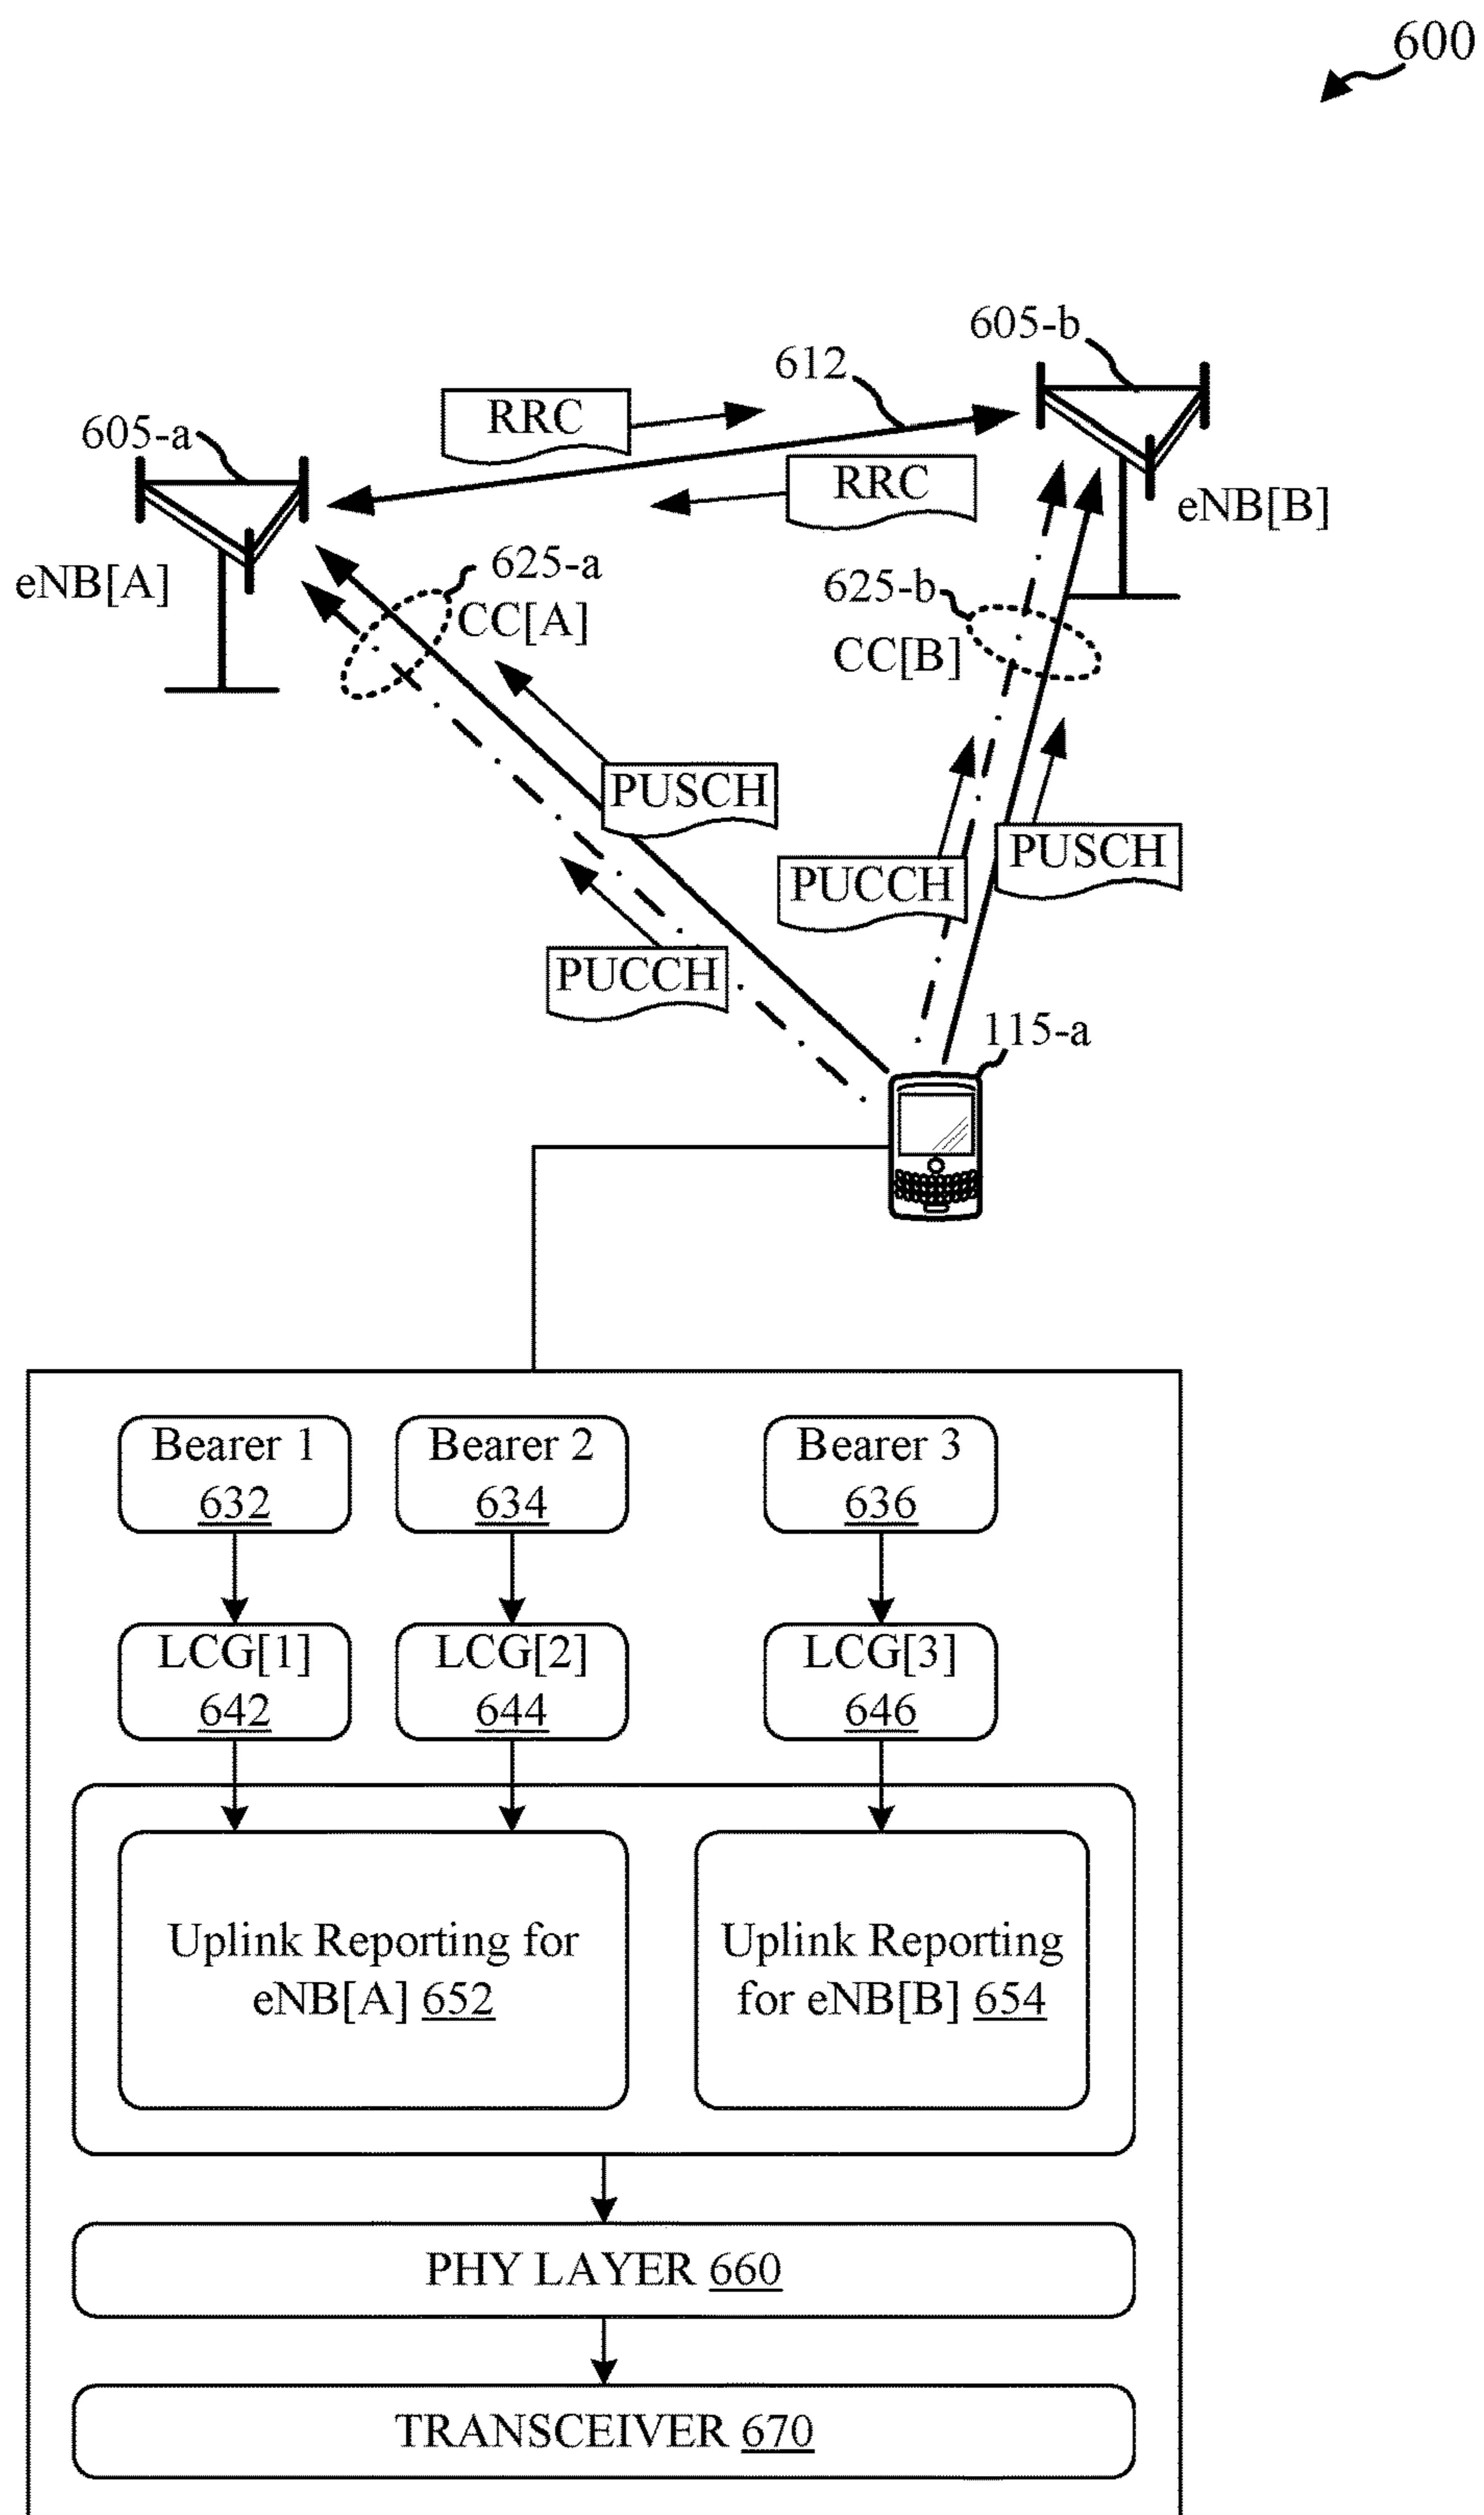 600
605-b
612
RRC
605-a
RRC
eNB[B]
eNB[A]
625-a
CC[A]
625-b
CC[B]
PUSCH
PUSCH
PUCCH
PUCCH
115-a
Bearer 1
632
Bearer 2
634
Bearer 3
636
LCG[1]
642
LCG[2]
644
LCG[3]
646
Uplink Reporting for
eNB[A] 652
Uplink Reporting
for eNB[B] 654
PHY LAYER 660
TRANSCEIVER 670